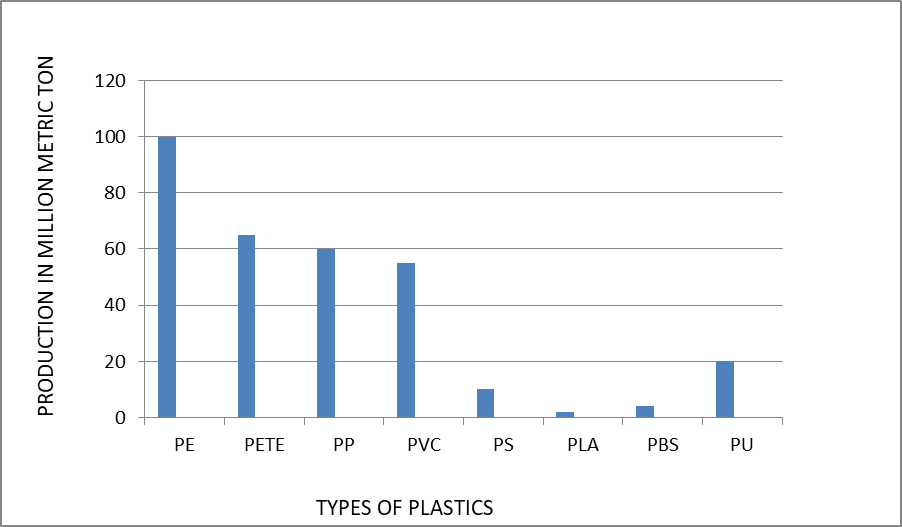 PRODUCTION IN MILLION METRIC TON
120
100
80
60
40
20
0
PE PETE PP PVC PS PLA PBS PU
TYPES OF PLASTICS